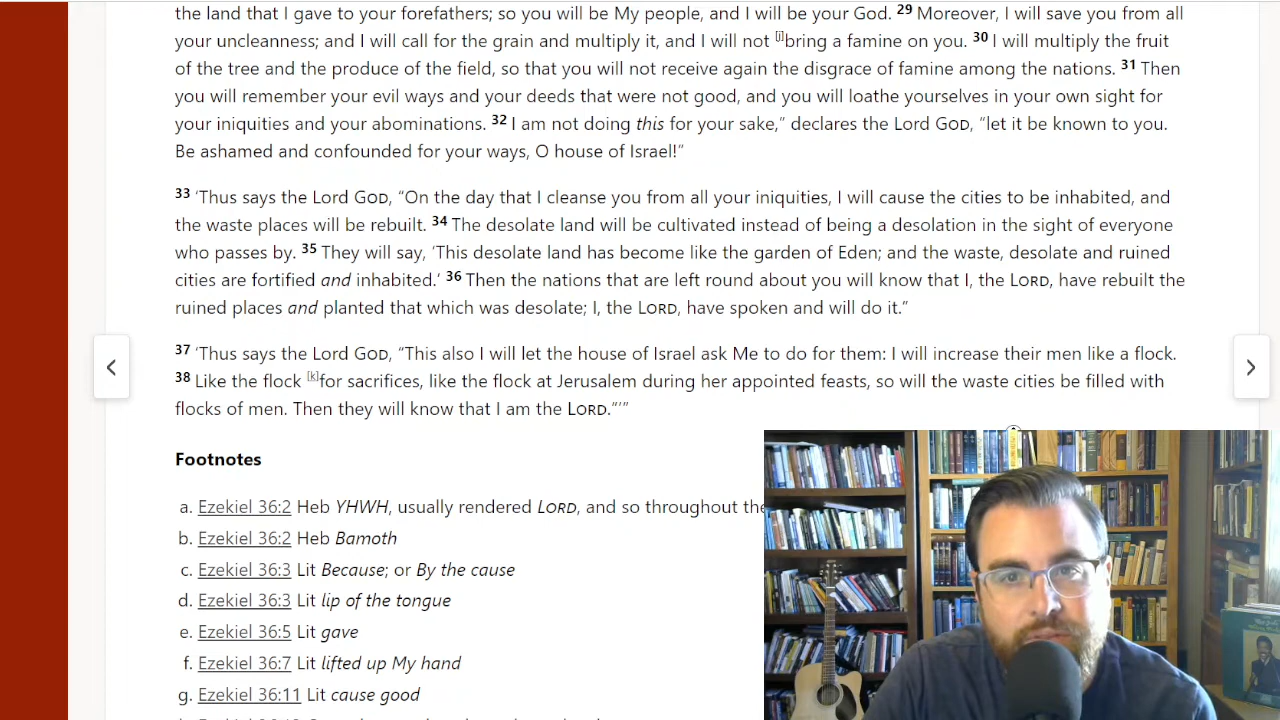 the land that I gave to your forefathers; so you will be My people, and I will be your God. 29 Moreover, I will save you from all
your uncleanness; and I will call for the grain and multiply it, and I will not [j]bring a famine on you. 30 I will multiply the fruit
of the tree and the produce of the field, so that you will not receive again the disgrace of famine among the nations. 31 Then
you will remember your evil ways and your deeds that were not good, and you will loathe yourselves in your own sight for
your iniquities and your abominations. 32 I am not doing this for your sake,” declares the Lord GOD, “let it be known to you.
Be ashamed and confounded for your ways, O house of Israel!”
33 ‘Thus says the Lord GOD, “On the day that I cleanse you from all your iniquities, I will cause the cities to be inhabited, and
the waste places will be rebuilt. 34 The desolate land will be cultivated instead of being a desolation in the sight of everyone
who passes by. 35 They will say, ‘This desolate land has become like the garden of Eden; and the waste, desolate and ruined
cities are fortified and inhabited.’ 36 Then the nations that are left round about you will know that I, the LORD, have rebuilt the
ruined places and planted that which was desolate; I, the LORD, have spoken and will do it.”
37 ‘Thus says the Lord GOD, “This also I will let the house of Israel ask Me to do for them: I will increase their men like a flock.
38 Like the flock [k]for sacrifices, like the flock at Jerusalem during her appointed feasts, so will the waste cities be filled with
flocks of men. Then they will know that I am the LORD.”’”
Footnotes
a. Ezekiel 36:2 Heb YHWH, usually rendered LORD, and so throughout the
b. Ezekiel 36:2 Heb Bamoth
c. Ezekiel 36:3 Lit Because; or By the cause
d. Ezekiel 36:3 Lit lip of the tongue
e. Ezekiel 36:5 Lit gave
f. Ezekiel 36:7 Lit lifted up My hand
g. Ezekiel 36:11 Lit cause good